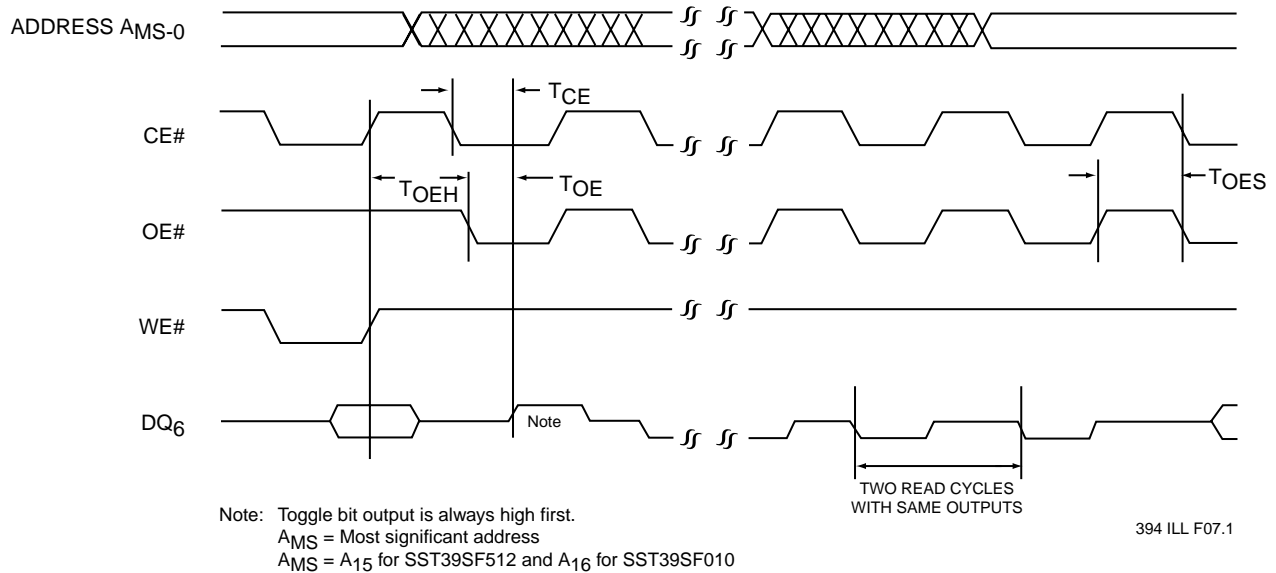 ADDRESS AMS-0
TCE
CE#
TOEH
TOE
TOES
OE#
WE#
DQ6
Note
TWO READ CYCLES
WITH SAME OUTPUTS
Note: Toggle bit output is always high first.
AMS = Most significant address
AMS = A15 for SST39SF512 and A16 for SST39SF010
394 ILL F07.1